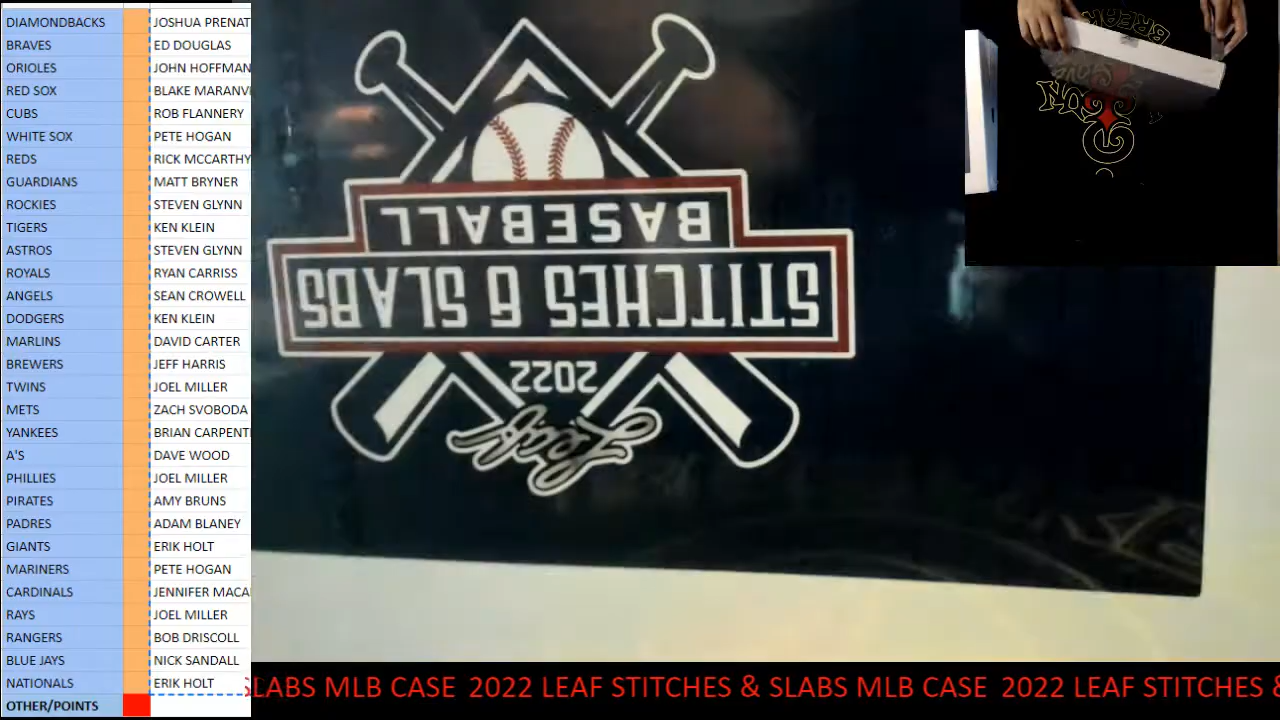 DIAMONDBACKS JOSHUA PRENAT
BRAVES ED DOUGLAS
ORIOLES JOHN HOFFMAN
RED SOX BLAKE MARANVI
CUBS ROB FLANNERY
WHITE SOX PETE HOGAN
REDS RICK MCCARTHY
GUARDIANS MATT BRYNER
ROCKIES STEVEN GLYNN
TIGERS KEN KLEIN
ASTROS STEVEN GLYNN
ROYALS RYAN CARRISS
ANGELS SEAN CROWELL
DODGERS KEN KLEIN
MARLINS DAVID CARTER
BREWERS JEFF HARRIS
TWINS JOEL MILLER
METS ZACH SVOBODA
YANKEES BRIAN CARPENT
A'S DAVE WOOD
PHILLIES JOEL MILLER
PIRATES AMY BRUNS
PADRES ADAM BLANEY
GIANTS ERIK HOLT
MARINERS PETE HOGAN
CARDINALS JENNIFER MACA
RAYS JOEL MILLER
RANGERS BOB DRISCOLL
BLUE JAYS NICK SANDALL
NATIONALS ERIK HOLT
OTHER/POINTS
Leaf
2022
STITCHES & SLABS
BASEBALL
BREAK
SLABS MLB CASE 2022 LEAF STITCHES & SLABS MLB CASE 2022 LEAF STITCHES &